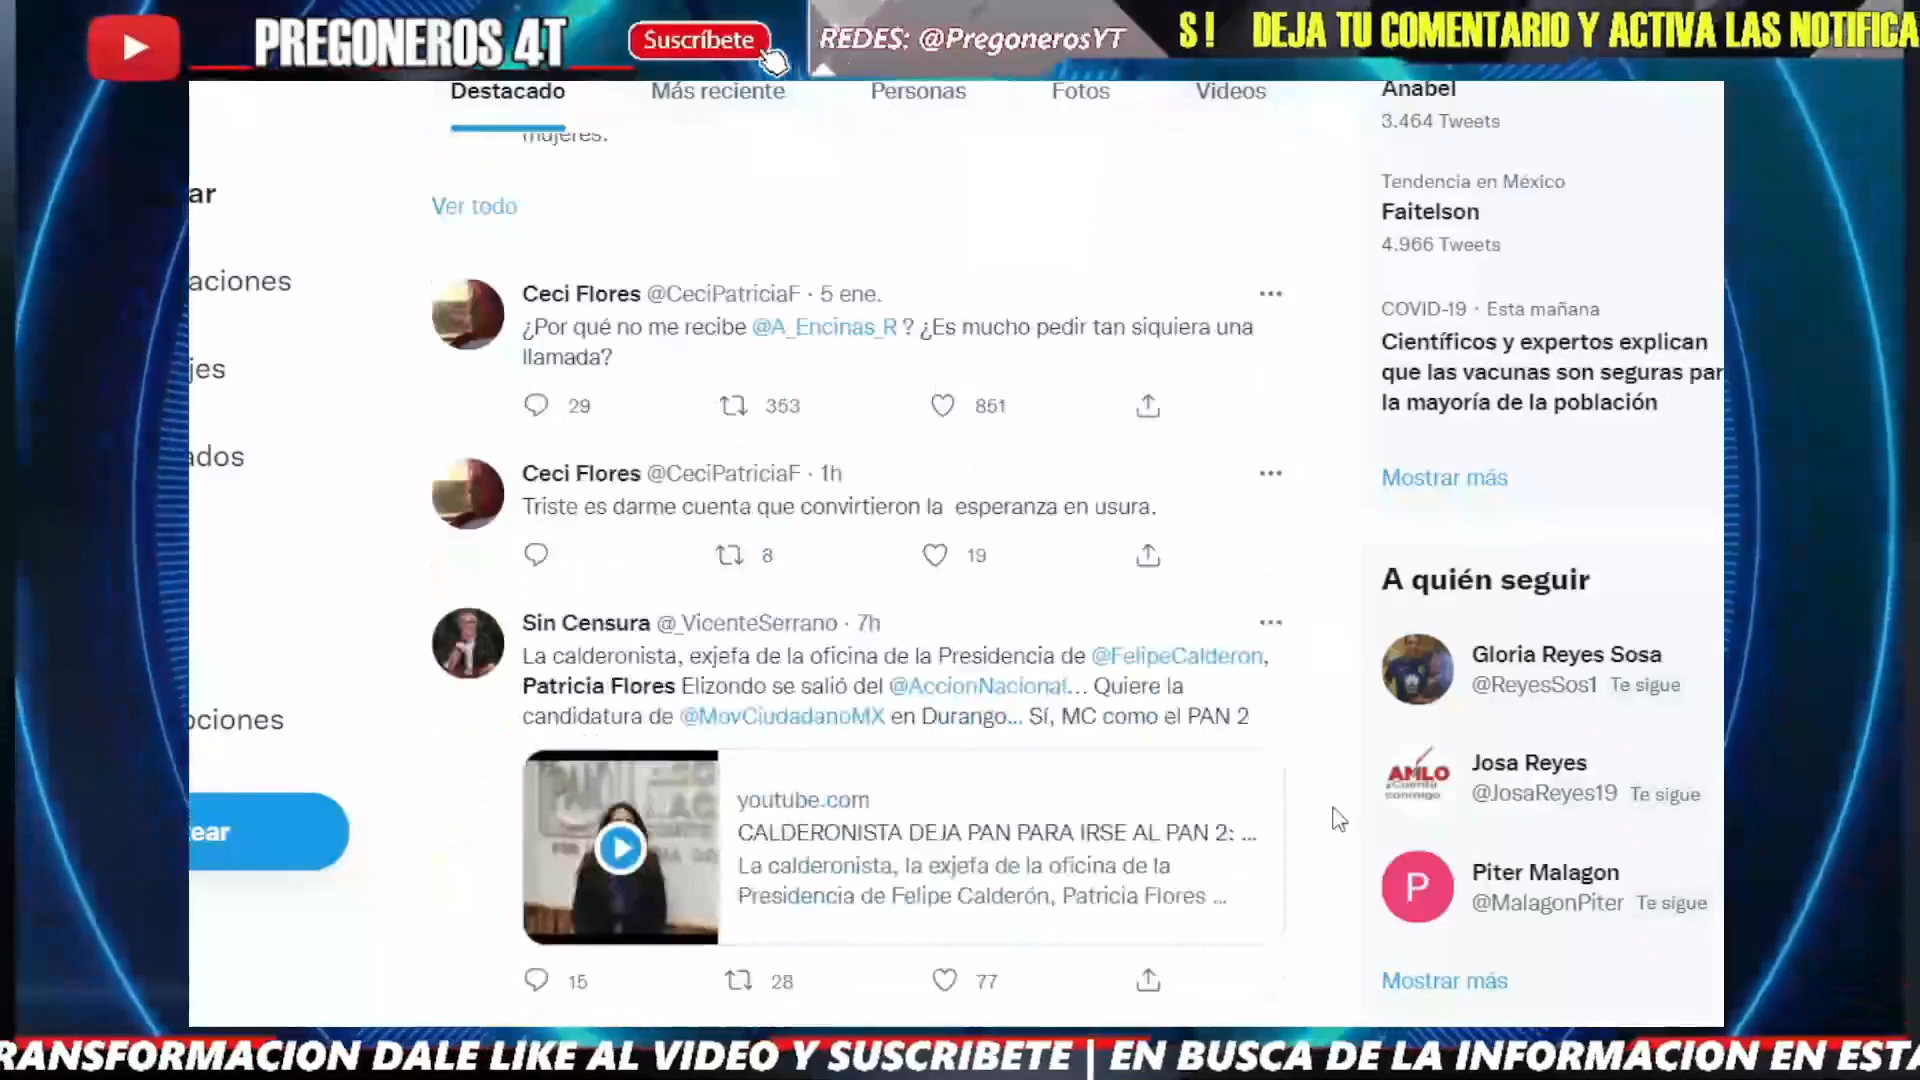 PREGONEROS 4T
Suscríbete
REDES: @PregonerosYT
S ! DEJA TU COMENTARIO Y ACTIVA LAS NOTIFICA
Destacado Más reciente Personas Fotos Videos
mujeres.
Ver todo
ar
aciones
jes
ados
ociones
ear
Ceci Flores @CeciPatriciaF · 5 ene.
¿Por qué no me recibe @A_Encinas_R ? ¿Es mucho pedir tan siquiera una
llamada?
29 353 851
Ceci Flores @CeciPatriciaF · 1h
Triste es darme cuenta que convirtieron la esperanza en usura.
8 19
Sin Censura @_VicenteSerrano · 7h
La calderonista, exjefa de la oficina de la Presidencia de @FelipeCalderon,
Patricia Flores Elizondo se salió del @AccionNacional... Quiere la
candidatura de @MovCiudadanoMX en Durango... Sí, MC como el PAN 2
youtube.com
CALDERONISTA DEJA PAN PARA IRSE AL PAN 2: ...
La calderonista, la exjefa de la oficina de la
Presidencia de Felipe Calderón, Patricia Flores ...
15 28 77
Anabel
3.464 Tweets
Tendencia en México
Faitelson
4.966 Tweets
COVID-19 · Esta mañana
Científicos y expertos explican
que las vacunas son seguras par
la mayoría de la población
Mostrar más
A quién seguir
Gloria Reyes Sosa
@ReyesSos1 Te sigue
AMLO
Josa Reyes
@JosaReyes19 Te sigue
P
Piter Malagon
@MalagonPiter Te sigue
Mostrar más
RANSFORMACION DALE LIKE AL VIDEO Y SUSCRIBETE | EN BUSCA DE LA INFORMACION EN ESTA